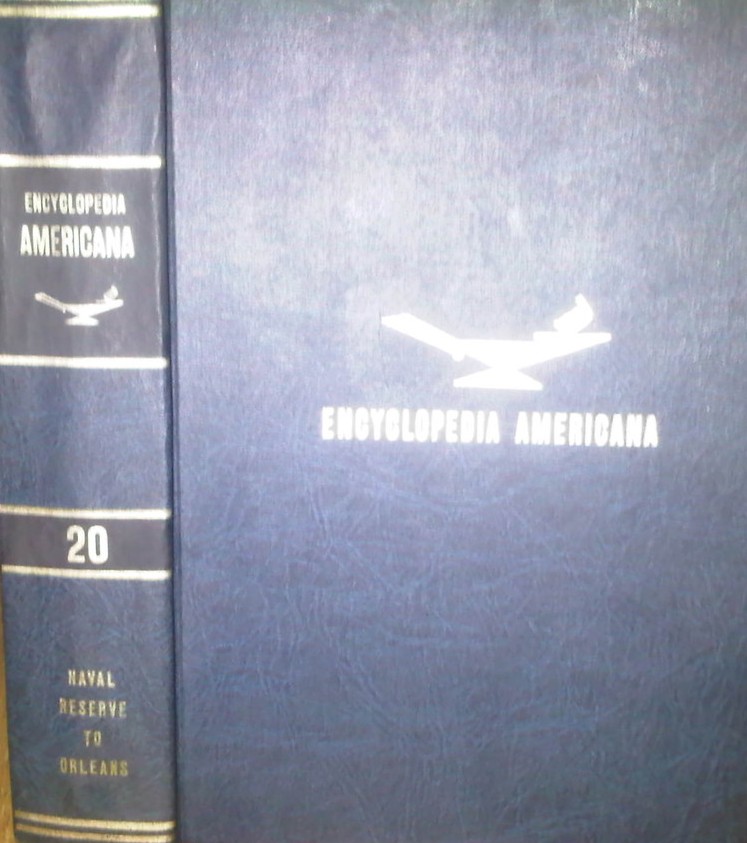 ENCYCLOPEDIA
AMERICANA
20
NAVAL
RESERVE
TO
ORLEANS
ENCYCLOPEDIA AMERICANA